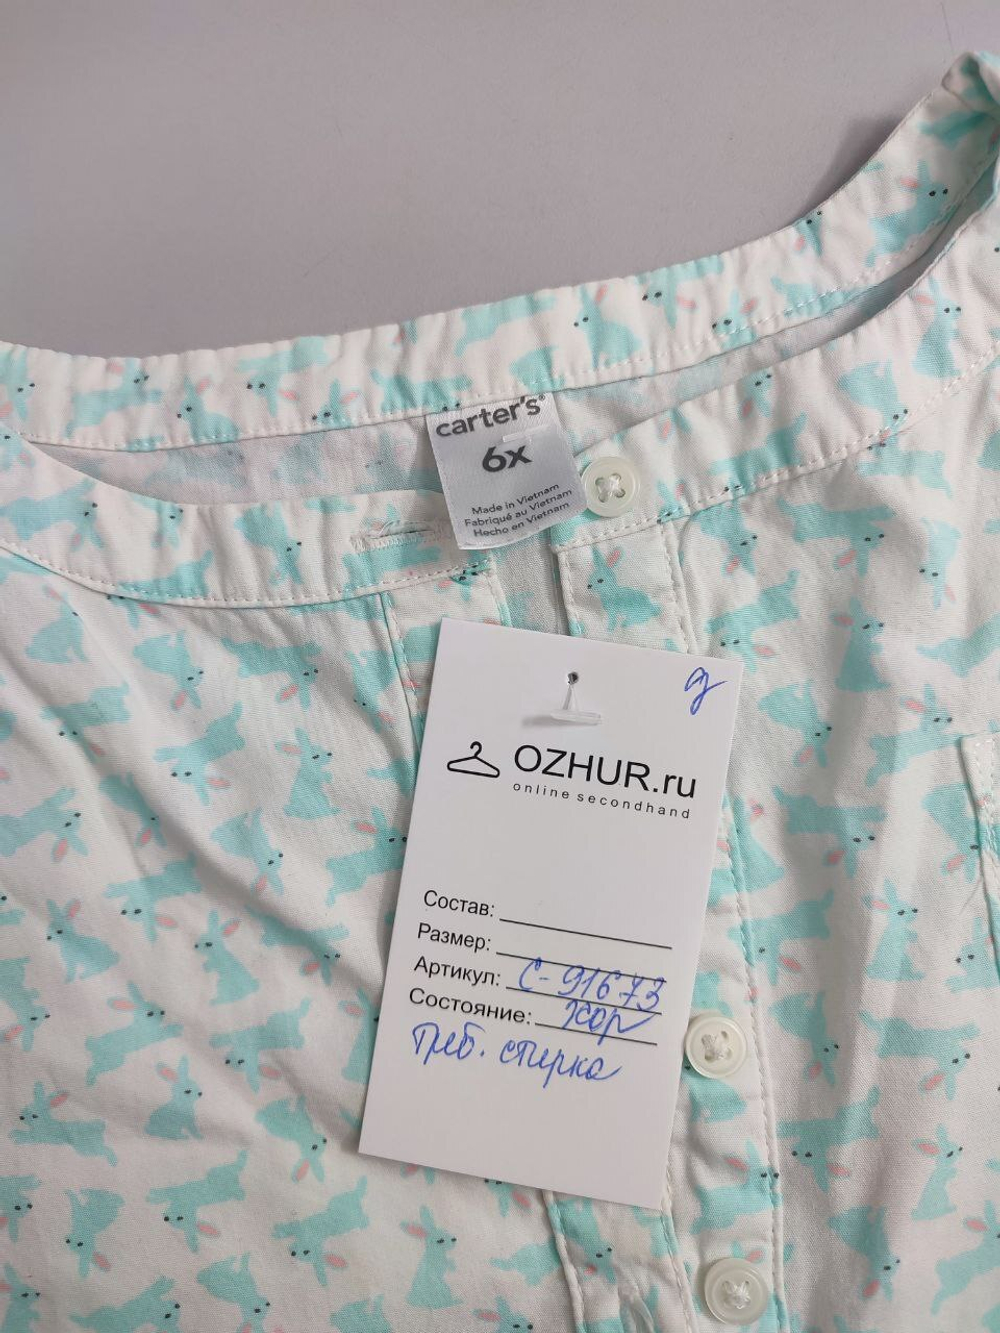 carter's®
6x
Made in Vietnam
Fabriqué au Vietnam
Hecho en Vietnam
OZHUR.ru
online secondhand
Состав:
Размер:
Артикул: С-91673
Состояние: хор
Треб. стирка